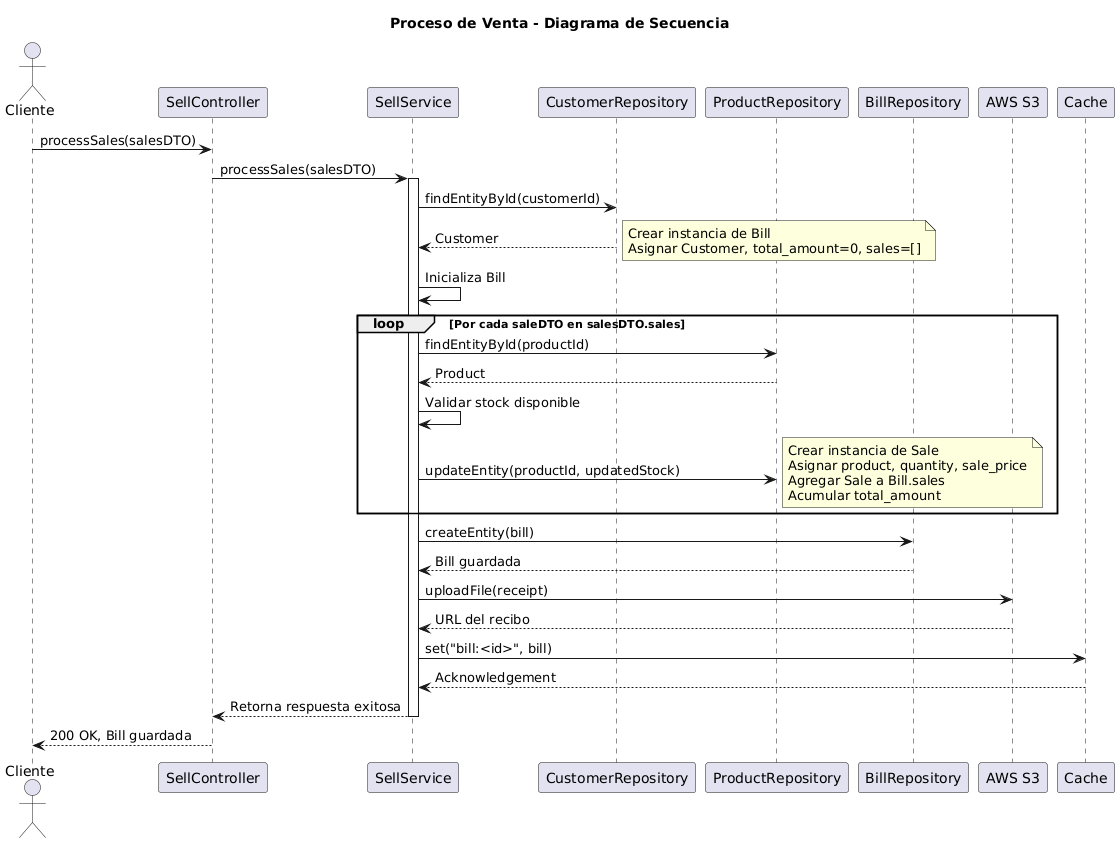 Proceso de Venta - Diagrama de Secuencia
Cliente
SellController
SellService
CustomerRepository
ProductRepository
BillRepository
AWS S3
Cache
processSales(salesDTO)
processSales(salesDTO)
findEntityById(customerId)
Crear instancia de Bill
Asignar Customer, total_amount=0, sales=[]
Customer
Inicializa Bill
loop
[Por cada saleDTO en salesDTO.sales]
findEntityById(productId)
Product
Validar stock disponible
Crear instancia de Sale
Asignar product, quantity, sale_price
Agregar Sale a Bill.sales
Acumular total_amount
updateEntity(productId, updatedStock)
createEntity(bill)
Bill guardada
uploadFile(receipt)
URL del recibo
set("bill:<id>", bill)
Acknowledgement
Retorna respuesta exitosa
200 OK, Bill guardada
Cliente
SellController
SellService
CustomerRepository
ProductRepository
BillRepository
AWS S3
Cache